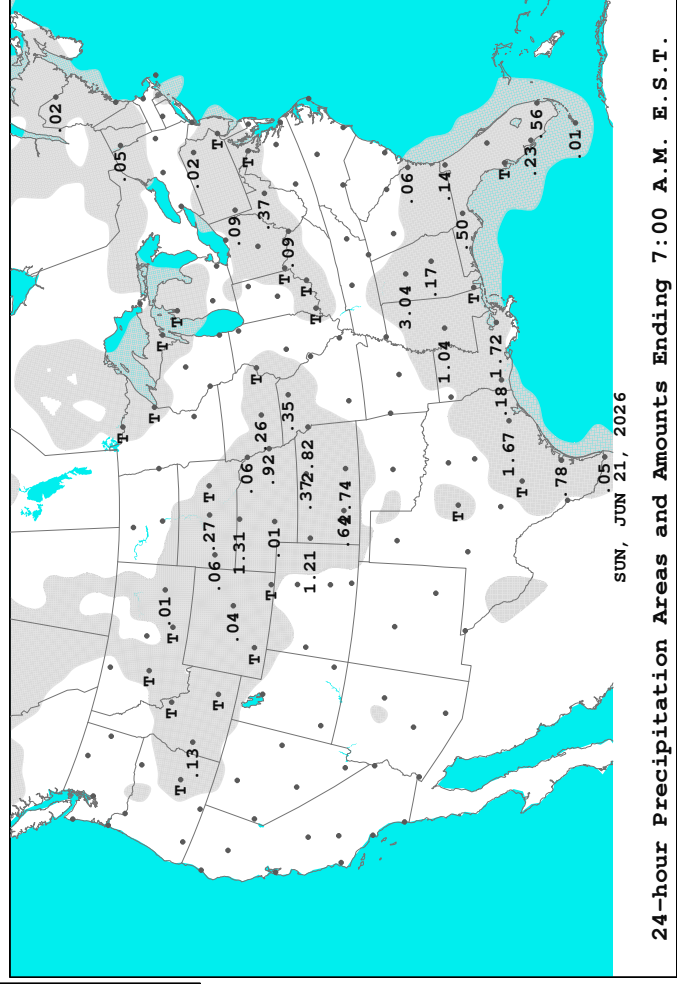 .02
.05
T
T
T
.01 T
T T T
T
.13
.02
.27 T
T .06 T
.04 .09
1.31
.06
T
T T
.26
.37
.92
T
.01
T
.35 .09
T
.37 2.82
1.21
T
.64 2.74
3.04 .06
.17
1.04 .14
T
.50
T
1.72
.18
T
1.67
T
.23 .56
.78
.01
.05
SUN, JUN 21, 2026
24-hour Precipitation Areas and Amounts Ending 7:00 A.M. E.S.T.